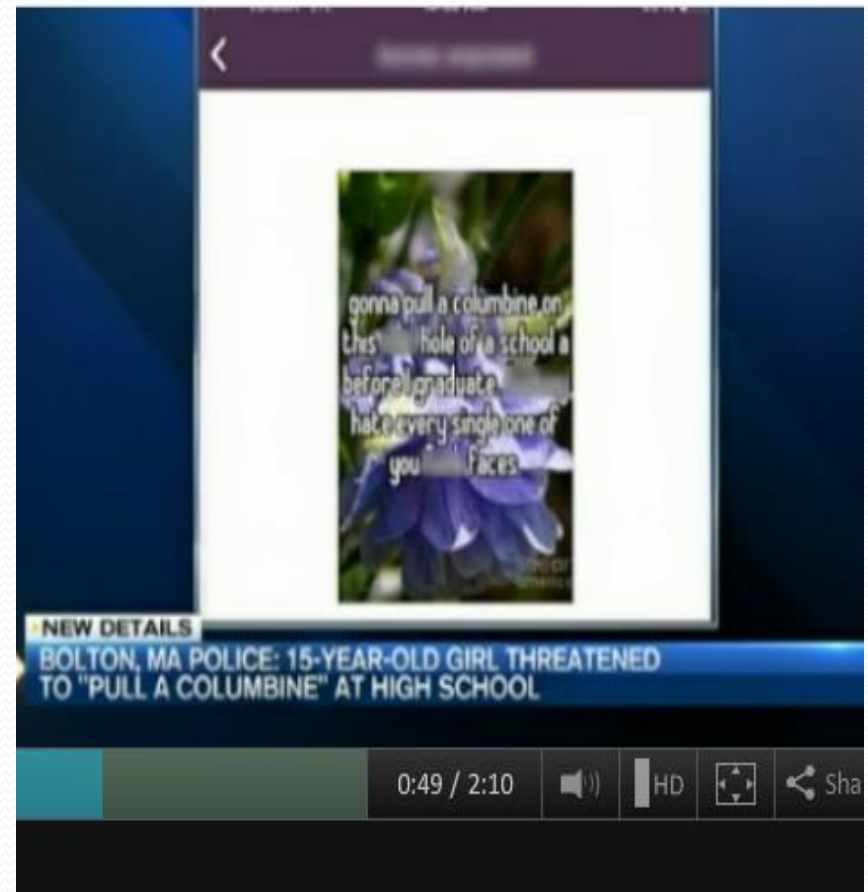 gonna pull a columbine on
this hole of a school a
before I graduate
hate every single one of
you faces
NEW DETAILS
BOLTON, MA POLICE: 15-YEAR-OLD GIRL THREATENED
TO "PULL A COLUMBINE" AT HIGH SCHOOL
0:49 / 2:10
HD
Sha